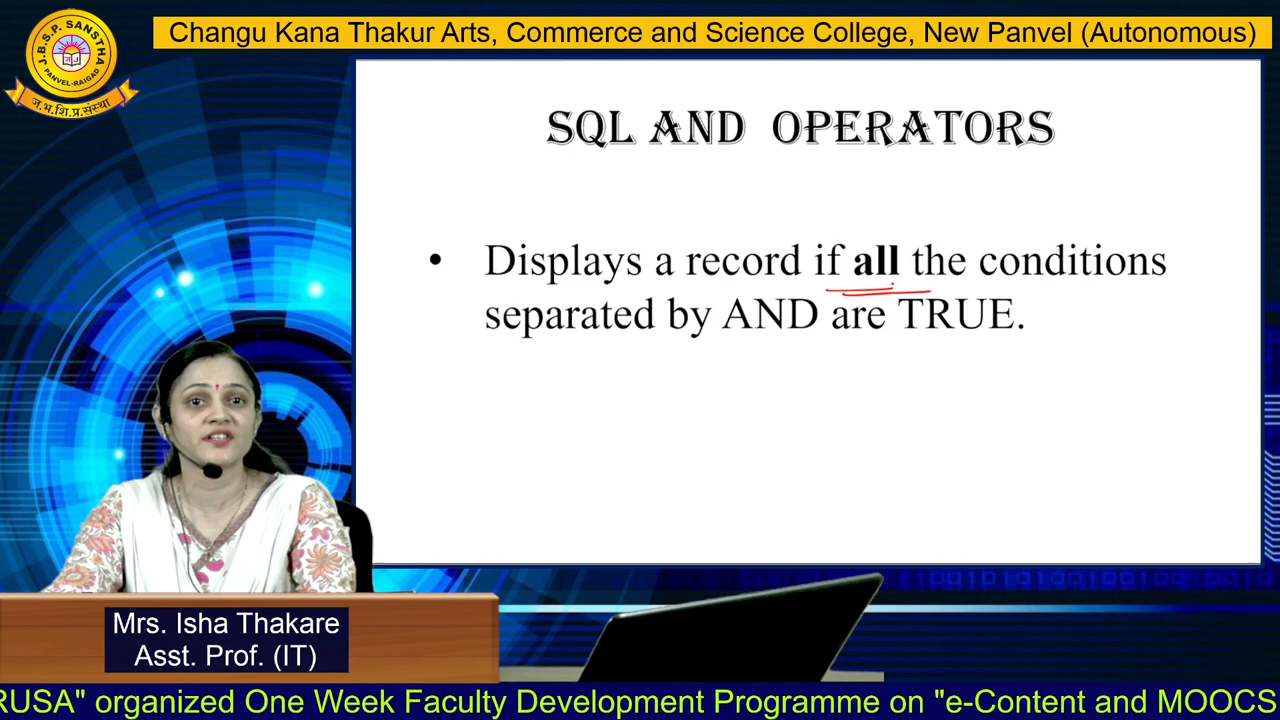 Changu Kana Thakur Arts, Commerce and Science College, New Panvel (Autonomous)
J.B.S.P. SANSTHA
PANVEL-RAIGAD
ज.भ.शि.प्र.संस्था
SQL AND OPERATORS
• Displays a record if all the conditions
separated by AND are TRUE.
Mrs. Isha Thakare
Asst. Prof. (IT)
RUSA" organized One Week Faculty Development Programme on "e-Content and MOOCS